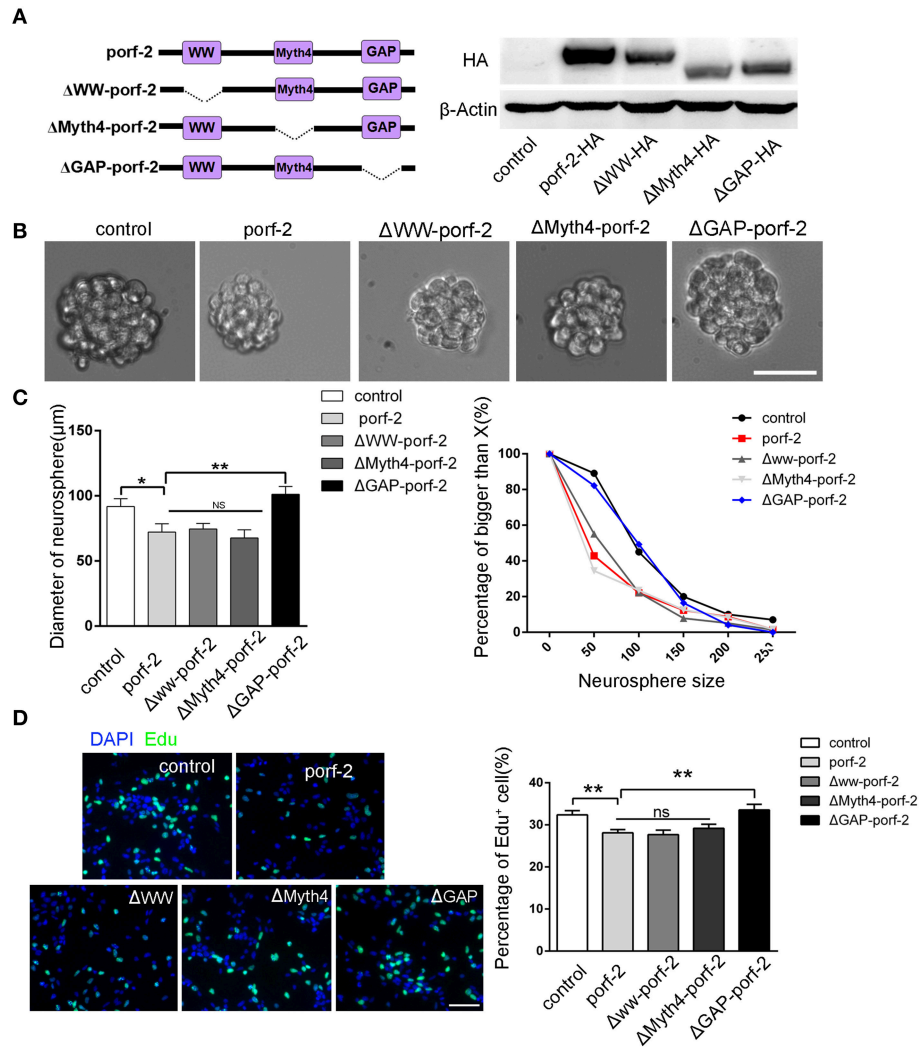 A
porf-2
WW
Myth4
GAP
ΔWW-porf-2
Myth4
GAP
ΔMyth4-porf-2
WW
GAP
ΔGAP-porf-2
WW
Myth4
HA
β-Actin
control
porf-2-HA
ΔWW-HA
ΔMyth4-HA
ΔGAP-HA
B
control
porf-2
ΔWW-porf-2
ΔMyth4-porf-2
ΔGAP-porf-2
C
Diameter of neurosphere(μm)
150
100
50
0
*
**
NS
control
porf-2
Δww-porf-2
ΔMyth4-porf-2
ΔGAP-porf-2
control
porf-2
ΔWW-porf-2
ΔMyth4-porf-2
ΔGAP-porf-2
Percentage of bigger than X(%)
100
80
60
40
20
0
0
50
100
150
200
250
Neurosphere size
control
porf-2
Δww-porf-2
ΔMyth4-porf-2
ΔGAP-porf-2
D
DAPI Edu
control
porf-2
ΔWW
ΔMyth4
ΔGAP
Percentage of Edu+ cell(%)
40
30
20
10
0
**
**
ns
control
porf-2
Δww-porf-2
ΔMyth4-porf-2
ΔGAP-porf-2
control
porf-2
Δww-porf-2
ΔMyth4-porf-2
ΔGAP-porf-2